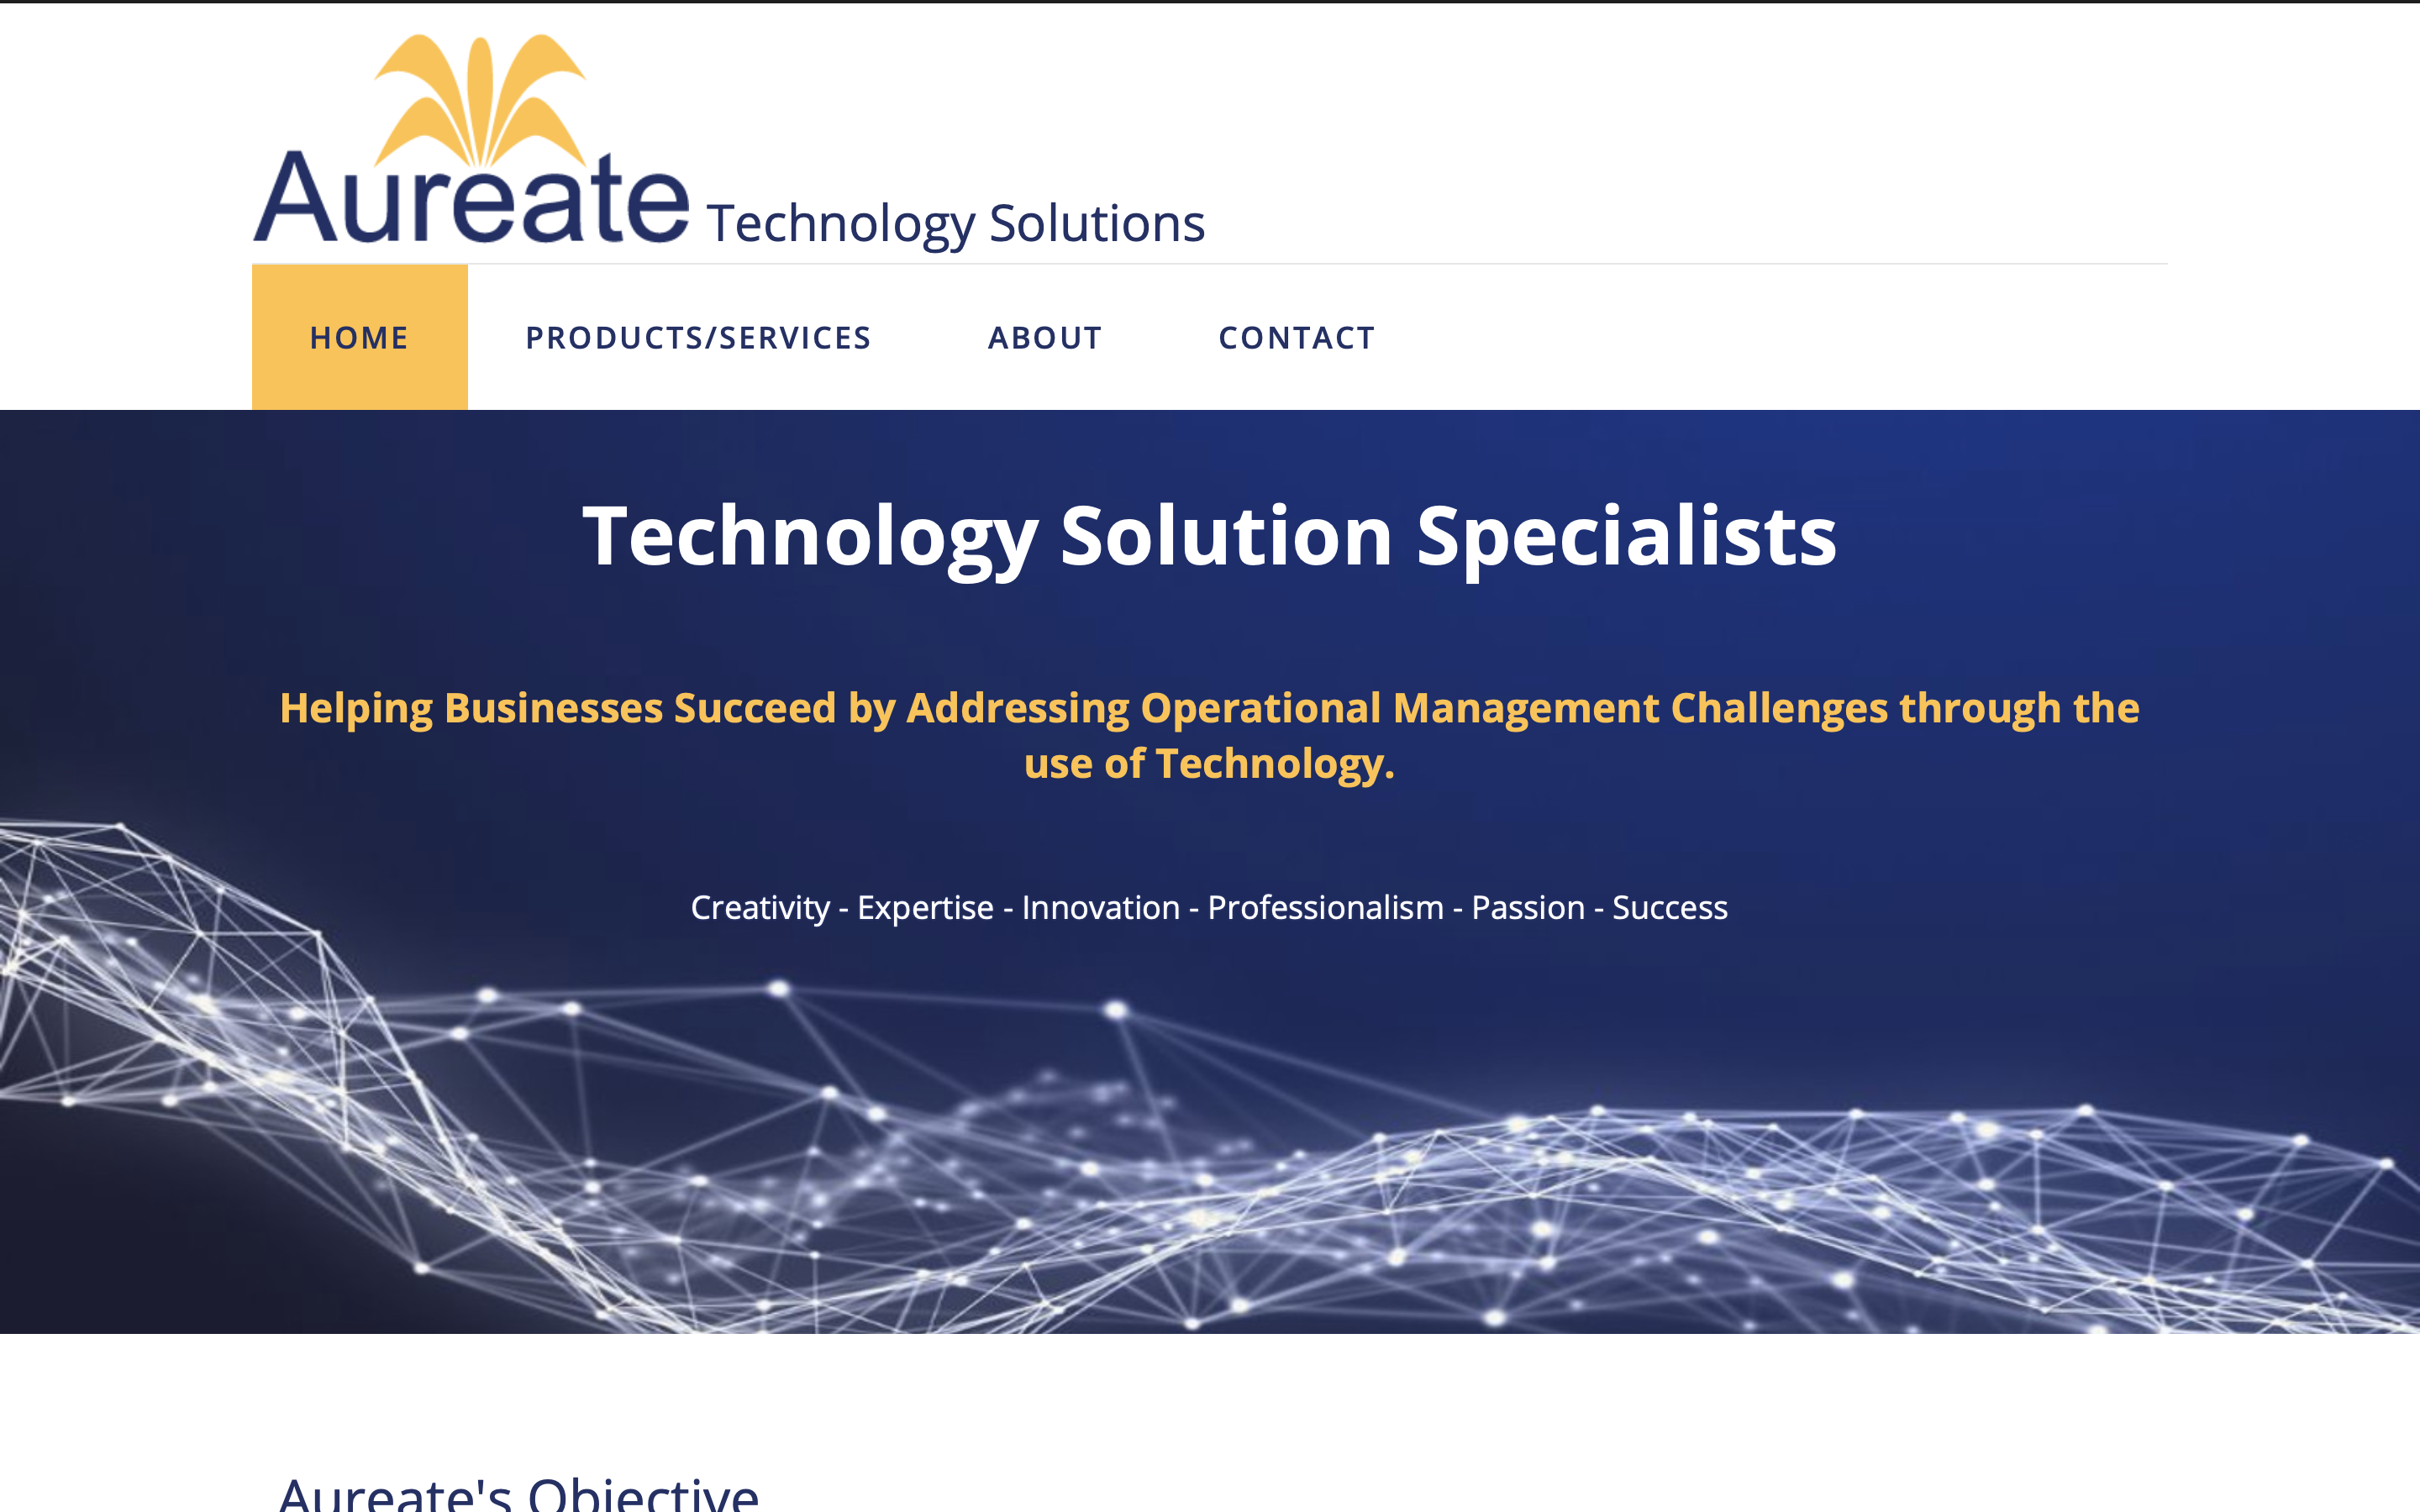 Aureate Technology Solutions
HOME PRODUCTS/SERVICES ABOUT CONTACT
Technology Solution Specialists
Helping Businesses Succeed by Addressing Operational Management Challenges through the
use of Technology.
Creativity - Expertise - Innovation - Professionalism - Passion - Success
Aureate's Objective